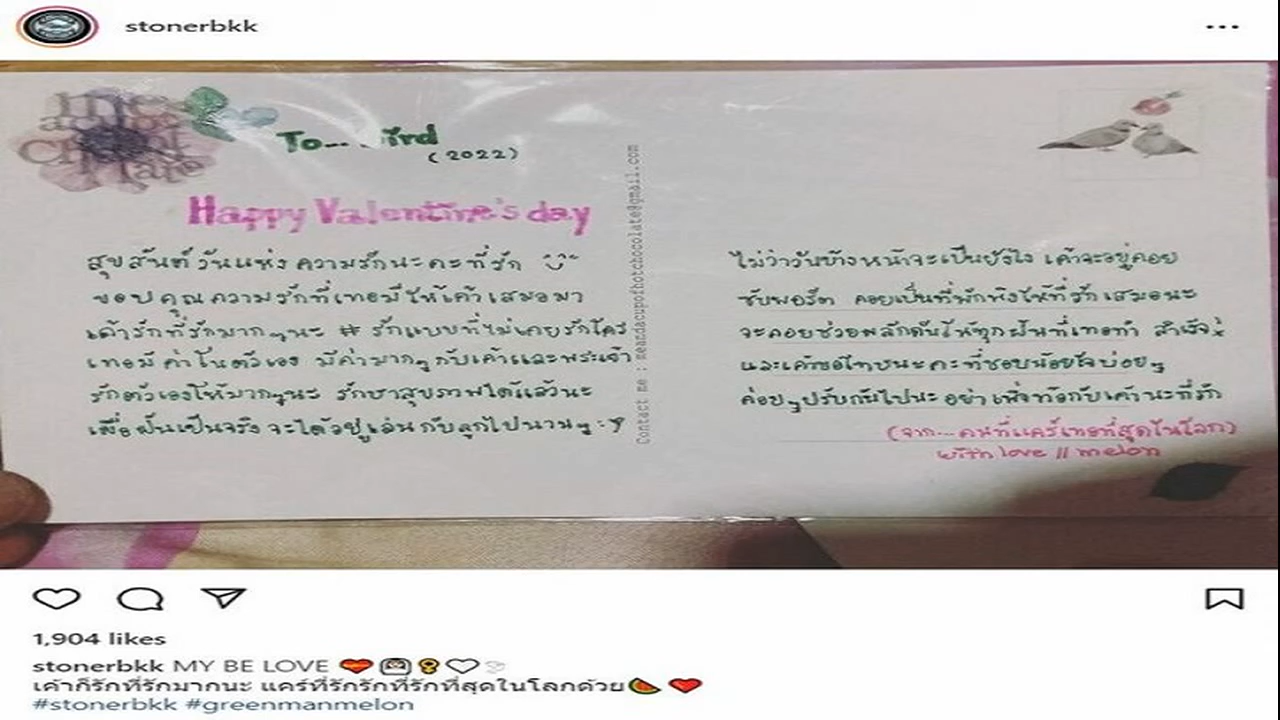 stonerbkk
me and a cup of hot chocolate
To...
(2022)
Happy Valentine's day
สุขสันต์วันแห่งความรักนะคะที่รัก
ขอบคุณความรักที่เทอมีให้เค้าเสมอมา
เค้ารักที่รักมากๆนะ # รักแบบที่ไม่เคยรักใคร
เทอมีค่าในตัวเอง มีค่ามากๆกับเค้าและพระเจ้า
รักตัวเองให้มากๆนะ รักษาสุขภาพได้แล้วนะ
เผื่อฝันเป็นจริง จะได้อยู่เล่นกับลูกไปนานๆ :
Contact me : meandacupofhotchocolate@gmail.com
ไม่ว่าวันข้างหน้าจะเป็นยังไง เค้าจะอยู่คอย
ซับพอร์ต คอยเป็นที่พักพิงให้ที่รักเสมอนะ
จะคอยช่วยผลักดันให้ทุกฝันที่เทอทำ สำเร็จ
และเค้าขอโทษนะคะที่ชอบน้อยใจบ่อยๆ
ค่อยๆปรับกันไปนะ อย่าเพิ่งท้อกับเค้านะที่รัก
(จาก...คนที่แคร์เทอที่สุดในโลก)
with love // melon
1,904 likes
stonerbkk MY BE LOVE
เค้าก็รักที่รักมากนะ แคร์ที่รักรักที่รักที่สุดในโลกด้วย
#stonerbkk #greenmanmelon